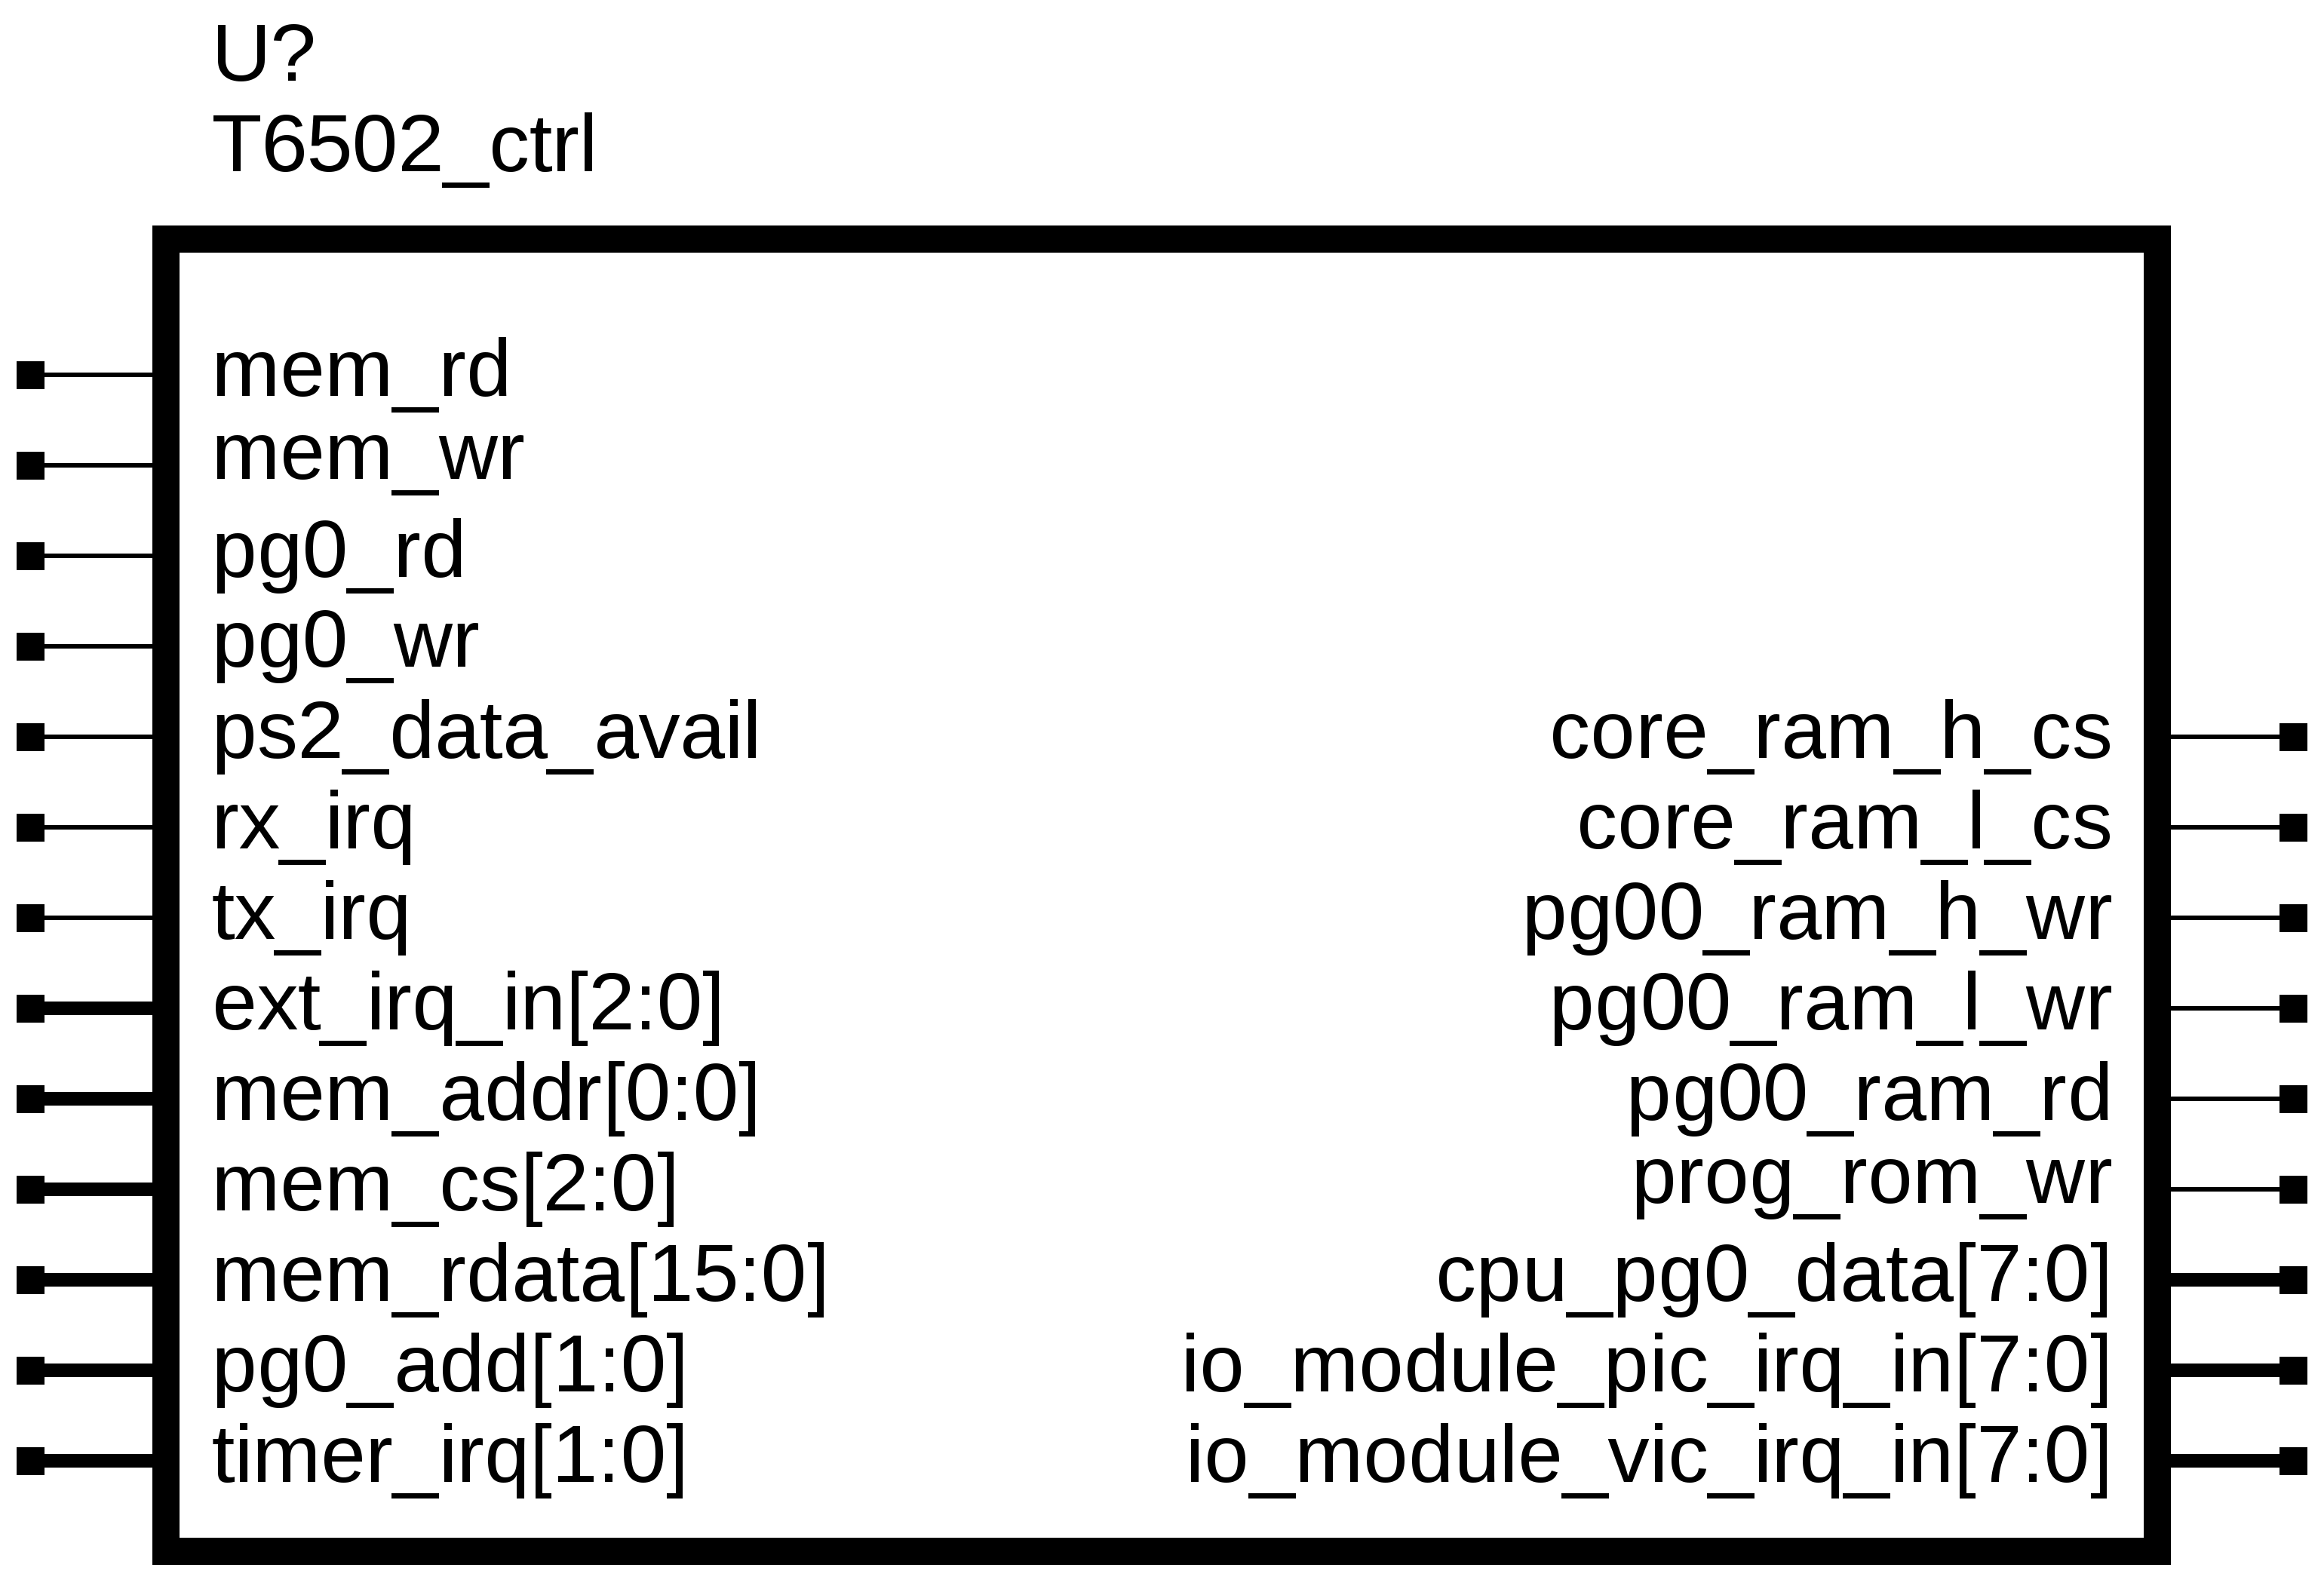 U?
T6502_ctrl
mem_rd
mem_wr
pg0_rd
pg0_wr
ps2_data_avail
rx_irq
tx_irq
ext_irq_in[2:0]
mem_addr[0:0]
mem_cs[2:0]
mem_rdata[15:0]
pg0_add[1:0]
timer_irq[1:0]
core_ram_h_cs
core_ram_l_cs
pg00_ram_h_wr
pg00_ram_l_wr
pg00_ram_rd
prog_rom_wr
cpu_pg0_data[7:0]
io_module_pic_irq_in[7:0]
io_module_vic_irq_in[7:0]